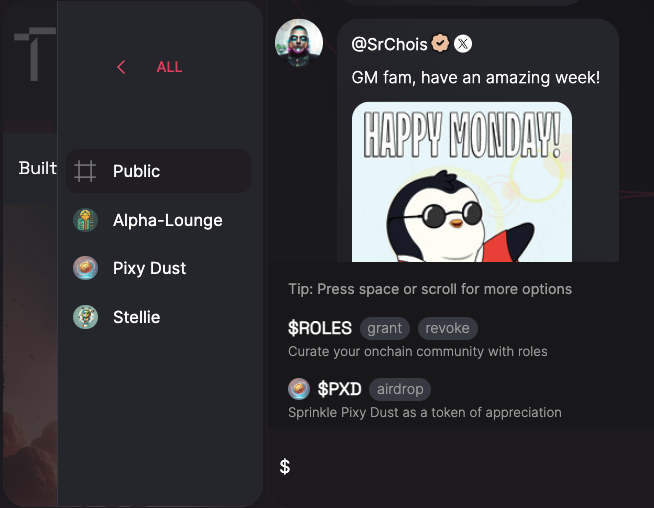 ALL
Built
Public
Alpha-Lounge
Pixy Dust
Stellie
@SrChois
GM fam, have an amazing week!
HAPPY MONDAY!
Tip: Press space or scroll for more options
$ROLES grant revoke
Curate your onchain community with roles
$PXD airdrop
Sprinkle Pixy Dust as a token of appreciation
$